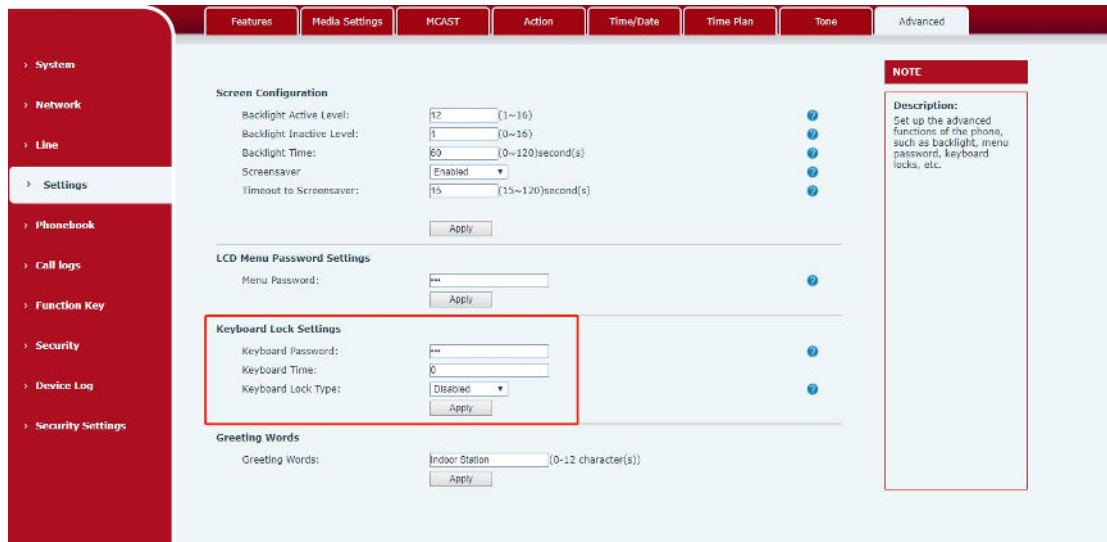 Features Media Settings MCAST Action Time/Date Time Plan Tone Advanced
› System
› Network
› Line
› Settings
› Phonebook
› Call logs
› Function Key
› Security
› Device Log
› Security Settings
Screen Configuration
Backlight Active Level: 12 (1~16)
Backlight Inactive Level: 1 (0~16)
Backlight Time: 60 (0~120)second(s)
Screensaver Enabled
Timeout to Screensaver: 15 (15~120)second(s)
Apply
LCD Menu Password Settings
Menu Password: •••
Apply
Keyboard Lock Settings
Keyboard Password: •••
Keyboard Time: 0
Keyboard Lock Type: Disabled
Apply
Greeting Words
Greeting Words: Indoor Station (0-12 character(s))
Apply
NOTE
Description:
Set up the advanced
functions of the phone,
such as backlight, menu
password, keyboard
locks, etc.